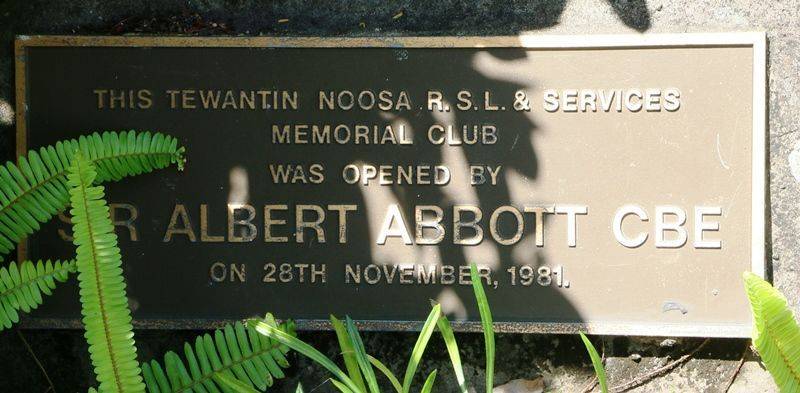 THIS TEWANTIN NOOSA R.S.L. & SERVICES
MEMORIAL CLUB
WAS OPENED BY
SIR ALBERT ABBOTT CBE
ON 28TH NOVEMBER, 1981.